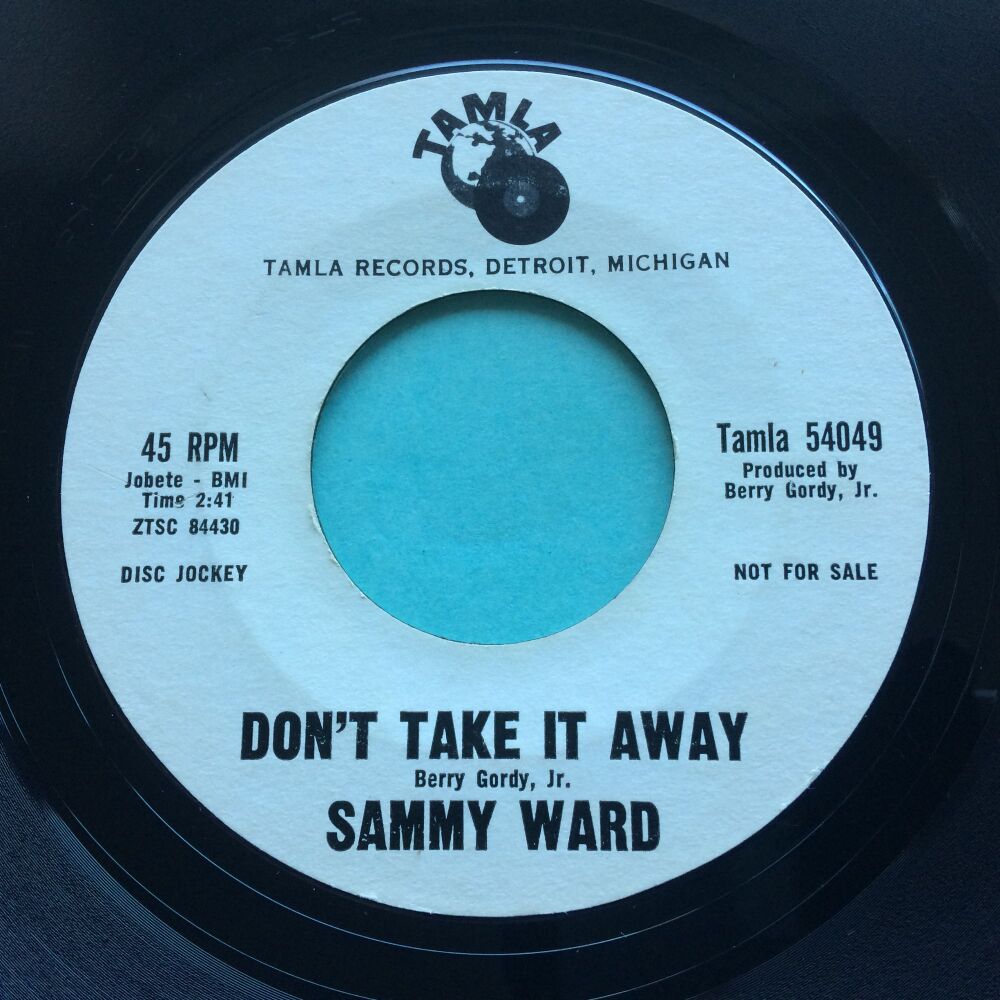 TAMLA
TAMLA RECORDS, DETROIT, MICHIGAN
45 RPM
Jobete - BMI
Time 2:41
ZTSC 84430
DISC JOCKEY
Tamla 54049
Produced by
Berry Gordy, Jr.
NOT FOR SALE
DON'T TAKE IT AWAY
Berry Gordy, Jr.
SAMMY WARD